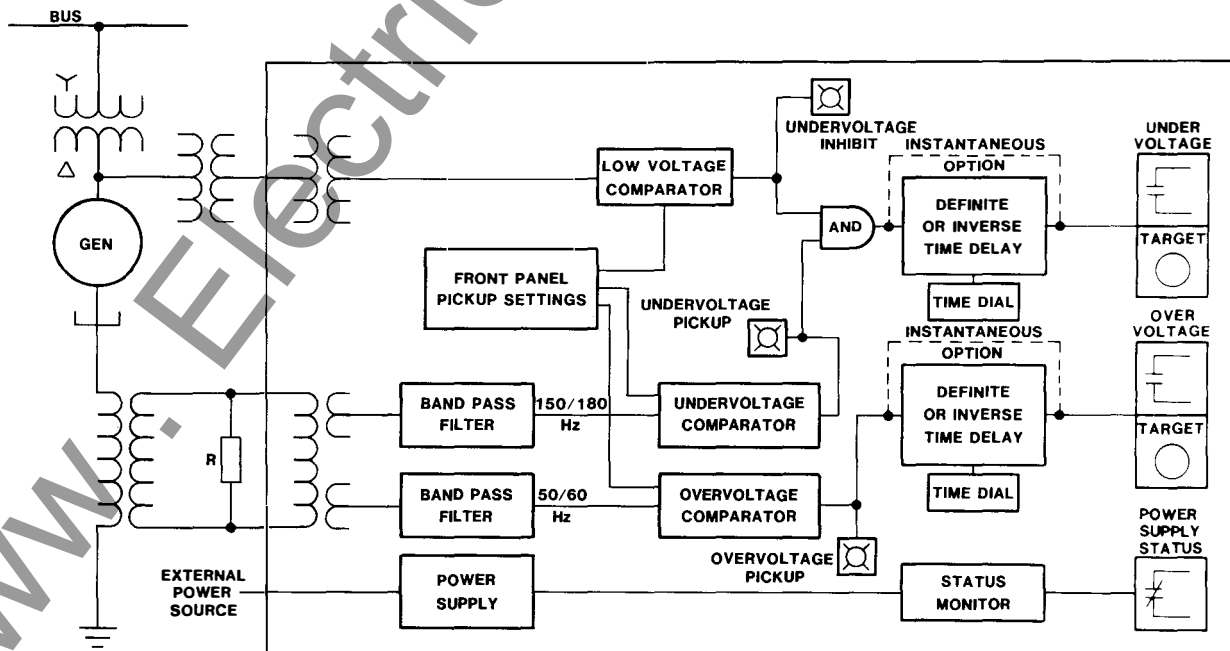 BUS
Y
Δ
GEN
R
EXTERNAL
POWER
SOURCE
LOW VOLTAGE
COMPARATOR
FRONT PANEL
PICKUP SETTINGS
UNDERVOLTAGE
INHIBIT
AND
INSTANTANEOUS
OPTION
DEFINITE
OR INVERSE
TIME DELAY
TIME DIAL
UNDER
VOLTAGE
TARGET
UNDERVOLTAGE
PICKUP
BAND PASS
FILTER
150/180
Hz
UNDERVOLTAGE
COMPARATOR
INSTANTANEOUS
OPTION
DEFINITE
OR INVERSE
TIME DELAY
TIME DIAL
OVER
VOLTAGE
TARGET
BAND PASS
FILTER
50/60
Hz
OVERVOLTAGE
COMPARATOR
OVERVOLTAGE
PICKUP
POWER
SUPPLY
STATUS
MONITOR
POWER
SUPPLY
STATUS
www. Electric